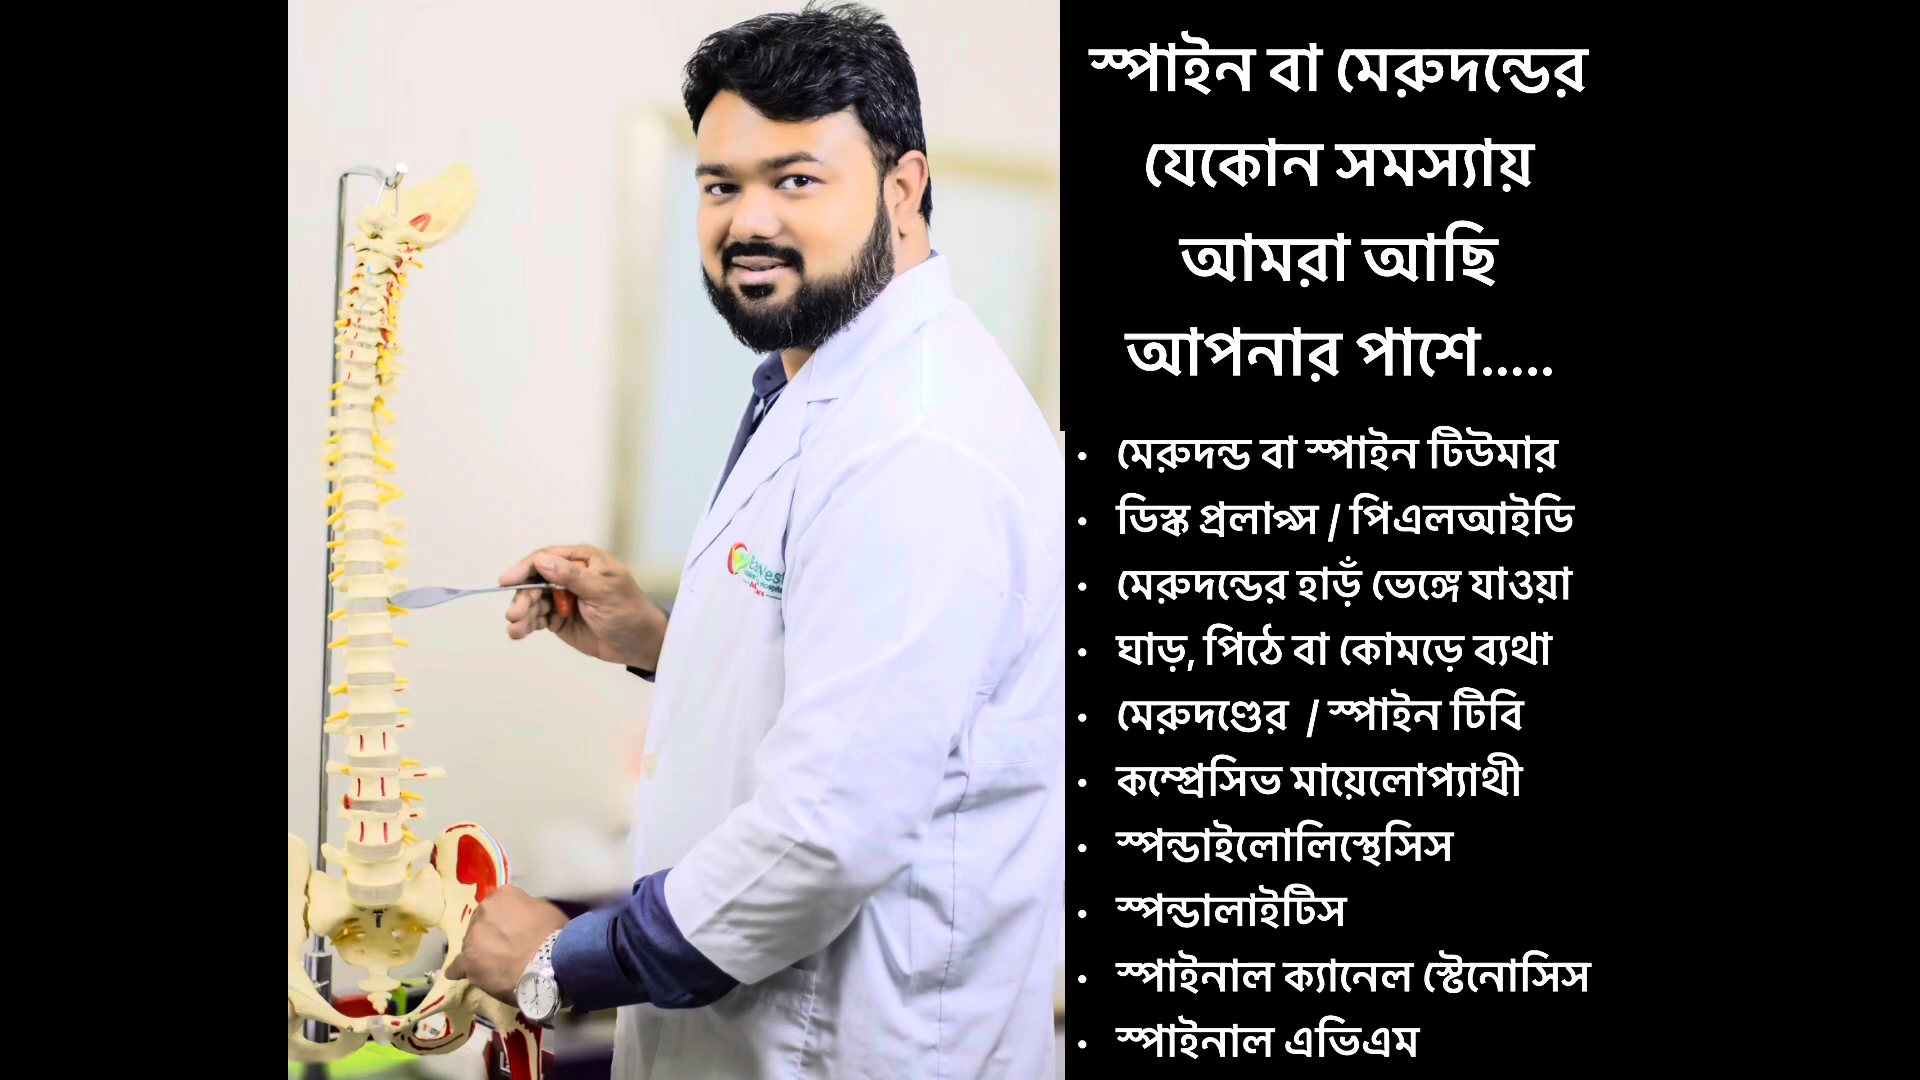 স্পাইন বা মেরুদন্ডের
যেকোন সমস্যায়
আমরা আছি
আপনার পাশে.....
• মেরুদন্ড বা স্পাইন টিউমার
• ডিস্ক প্রলাপ্স / পিএলআইডি
• মেরুদন্ডের হাড়ঁ ভেঙ্গে যাওয়া
• ঘাড়, পিঠে বা কোমড়ে ব্যথা
• মেরুদণ্ডের / স্পাইন টিবি
• কম্প্রেসিভ মায়েলোপ্যাথী
• স্পন্ডাইলোলিস্থেসিস
• স্পন্ডালাইটিস
• স্পাইনাল ক্যানেল স্টেনোসিস
• স্পাইনাল এভিএম